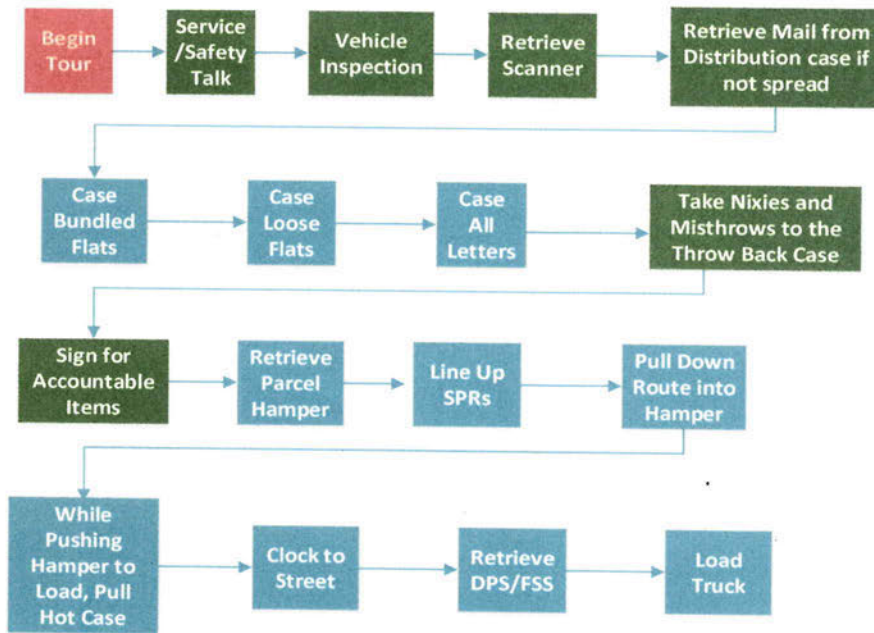 Begin
Tour
Service
/Safety
Talk
Vehicle
Inspection
Retrieve
Scanner
Retrieve Mail from
Distribution case if
not spread
Case
Bundled
Flats
Case
Loose
Flats
Case
All
Letters
Take Nixies and
Misthrows to the
Throw Back Case
Sign for
Accountable
Items
Retrieve
Parcel
Hamper
Line Up
SPRs
Pull Down
Route into
Hamper
While
Pushing
Hamper to
Load, Pull
Hot Case
Clock to
Street
Retrieve
DPS/FSS
Load
Truck